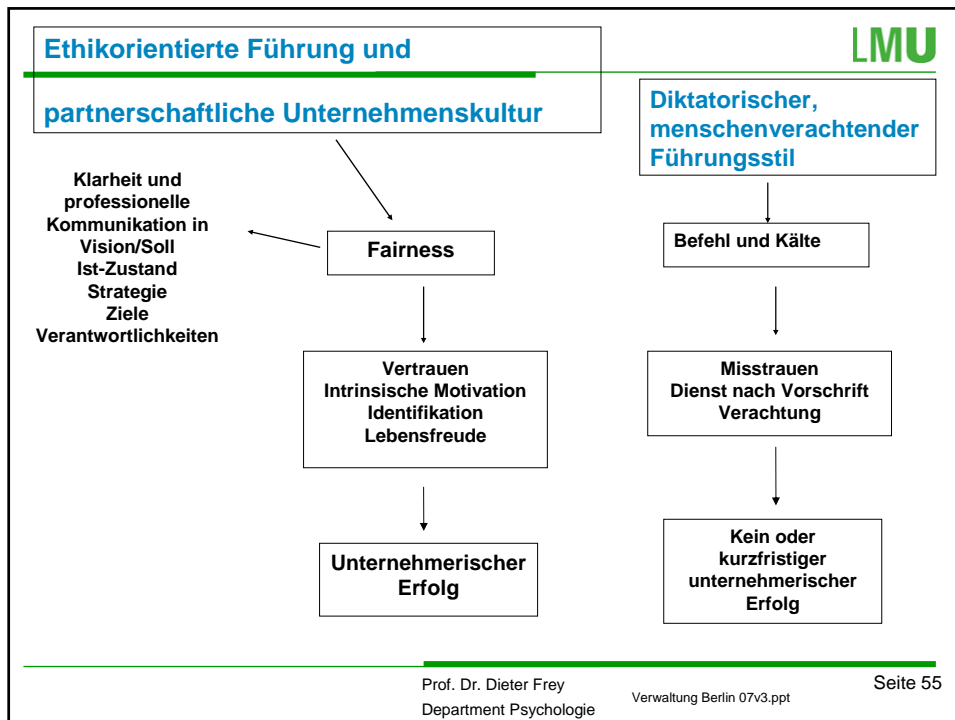 Ethikorientierte Führung und
partnerschaftliche Unternehmenskultur
LMU
Diktatorischer,
menschenverachtender
Führungsstil
Klarheit und
professionelle
Kommunikation in
Vision/Soll
Ist-Zustand
Strategie
Ziele
Verantwortlichkeiten
Fairness
Befehl und Kälte
Vertrauen
Intrinsische Motivation
Identifikation
Lebensfreude
Misstrauen
Dienst nach Vorschrift
Verachtung
Unternehmerischer
Erfolg
Kein oder
kurzfristiger
unternehmerischer
Erfolg
Prof. Dr. Dieter Frey
Department Psychologie
Verwaltung Berlin 07v3.ppt
Seite 55